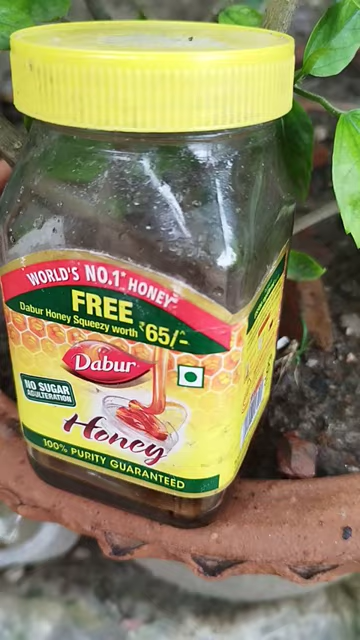 WORLD'S NO.1* HONEY
FREE
Dabur Honey Squeezy worth ₹65/-
Dabur
NO SUGAR
ADULTERATION
Honey
100% PURITY GUARANTEED